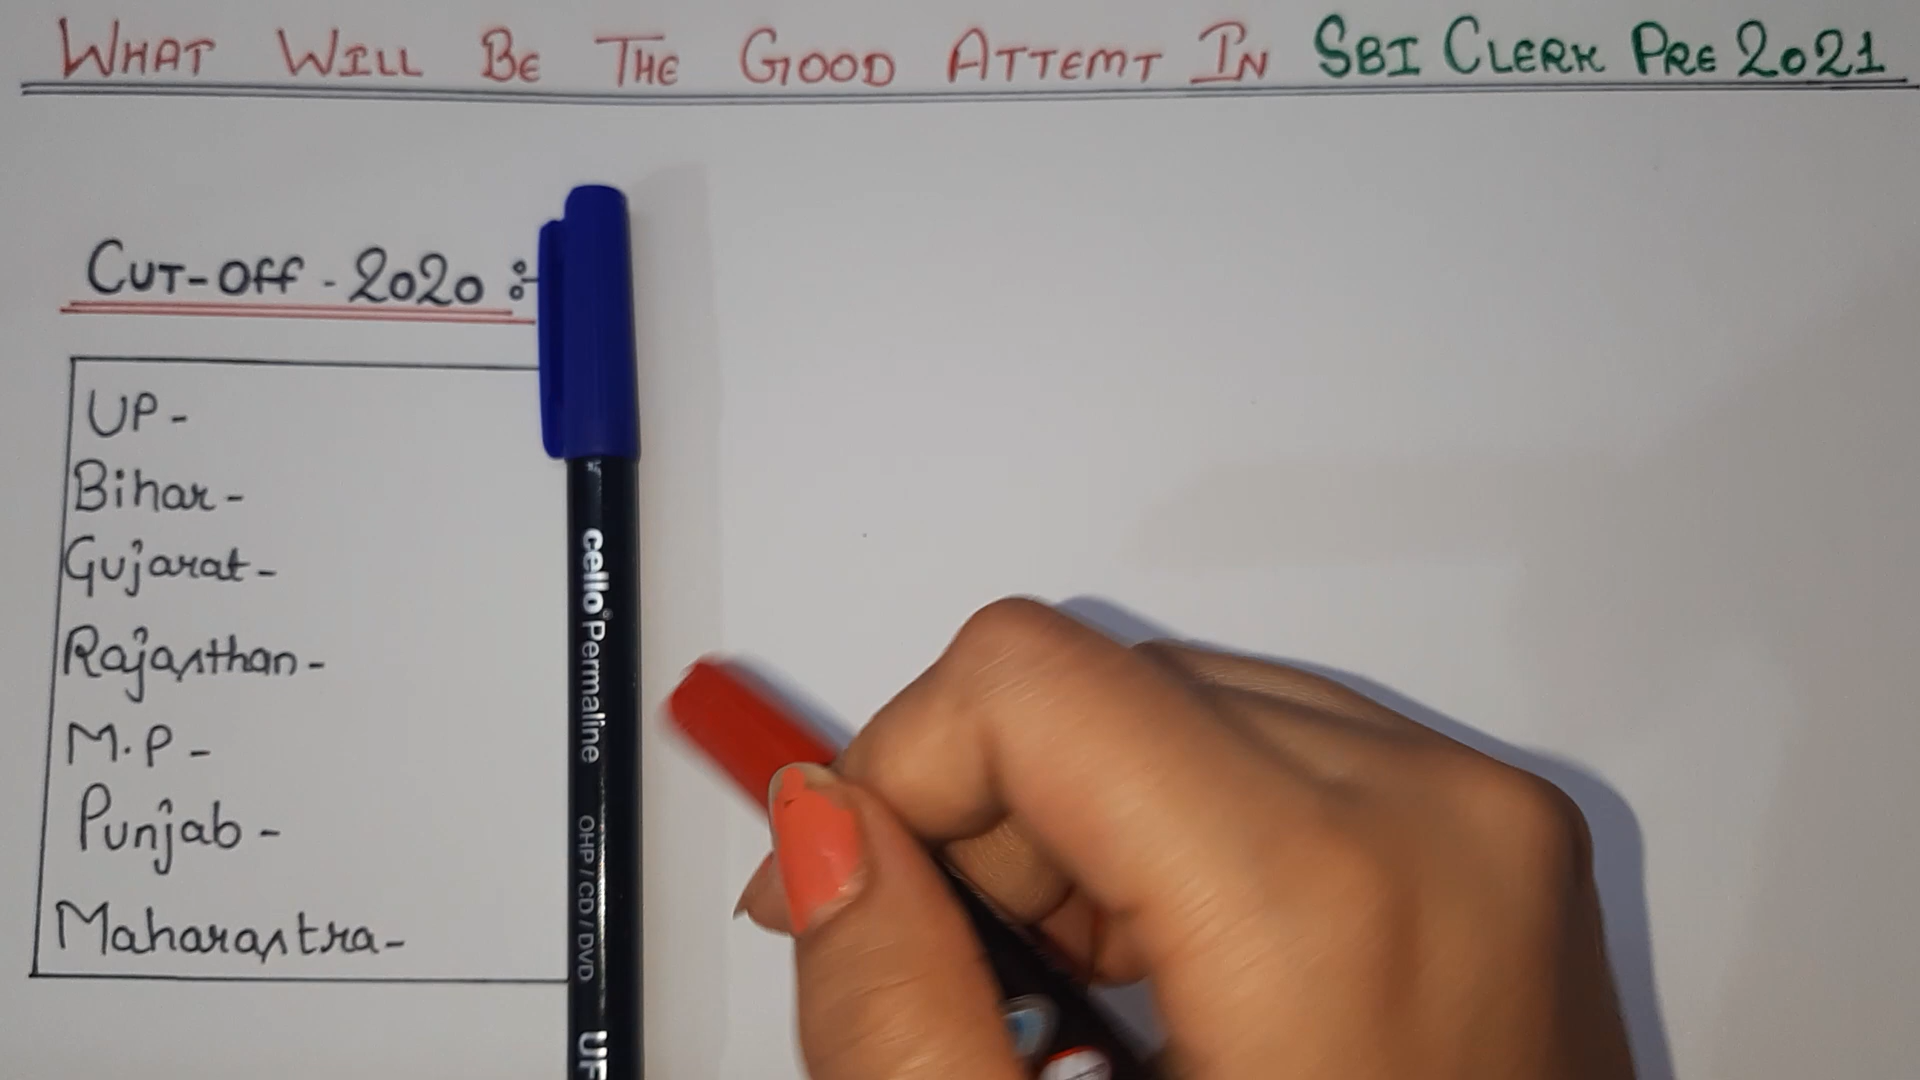 WHAT WILL BE THE GOOD ATTEMT IN SBI CLERK PRE 2021
CUT-OFF - 2020 :-
UP -
Bihar -
Gujarat -
Rajasthan -
M.P -
Punjab -
Maharastra -
cello Permaline OHP / CD / DVD UF